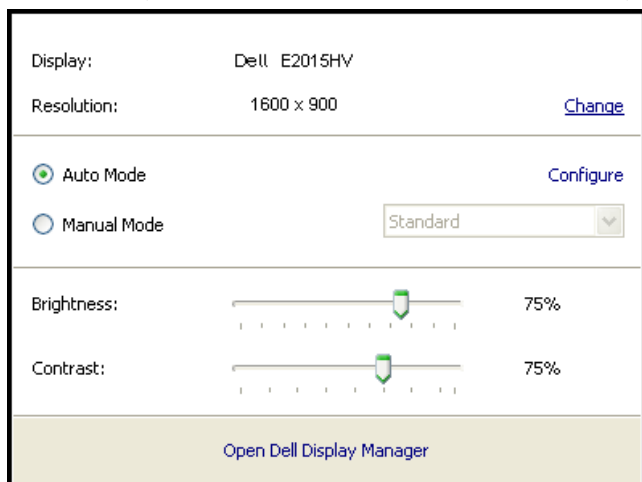 Display: Dell E2015HV
Resolution: 1600 x 900 Change
Auto Mode Configure
Manual Mode Standard
Brightness: 75%
Contrast: 75%
Open Dell Display Manager